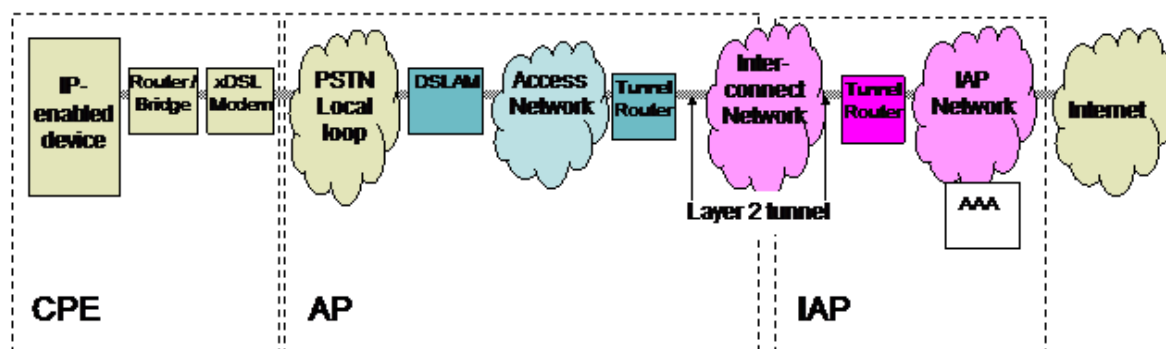 IP-
enabled
device
Router /
Bridge
xDSL
Modem
PSTN
Local
loop
DSLAM
Access
Network
Tunnel
Router
Inter-
connect
Network
Tunnel
Router
IAP
Network
Internet
Layer 2 tunnel
AAA
CPE
AP
IAP